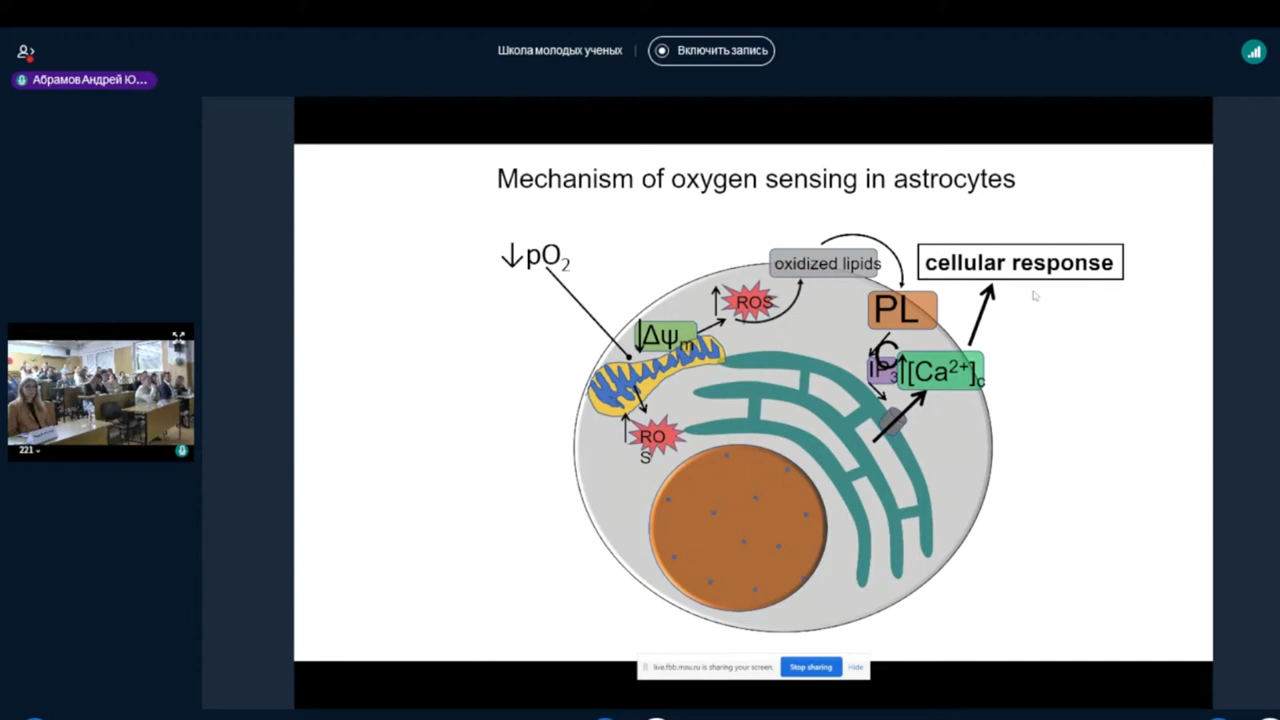 Школа молодых ученых
Включить запись
Абрамов Андрей Ю...
Mechanism of oxygen sensing in astrocytes
↓pO₂
oxidized lipids
cellular response
ROS
PL
C
↓Δψm
IP₃
↑[Ca²⁺]c
RO
S
221
live.fbb.msu.ru is sharing your screen.
Stop sharing
Hide